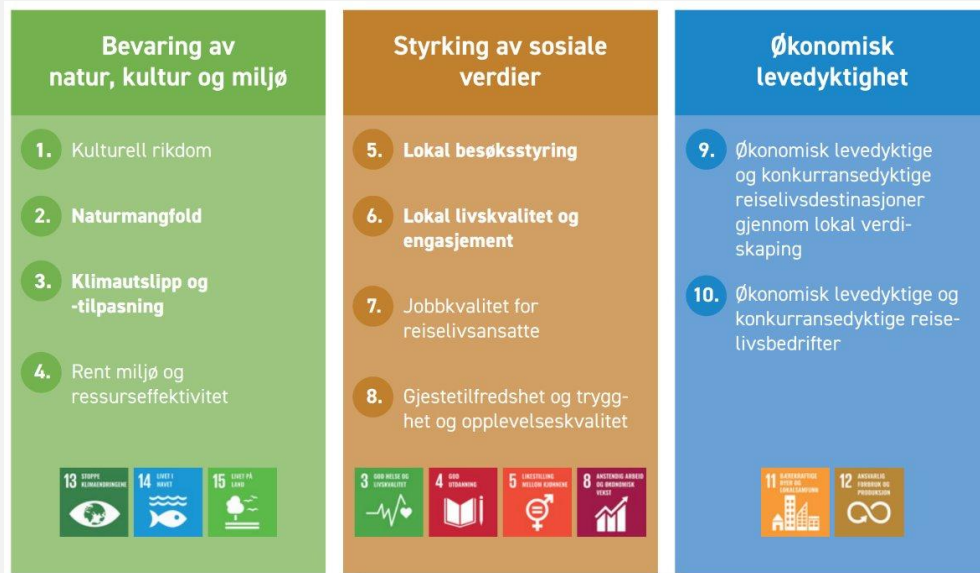 Bevaring av
natur, kultur og miljø
1. Kulturell rikdom
2. Naturmangfold
3. Klimautslipp og
-tilpasning
4. Rent miljø og
ressurseffektivitet
13 STOPPE
KLIMAENDRINGENE
14 LIVET I
HAVET
15 LIVET PÅ
LAND
Styrking av sosiale
verdier
5. Lokal besøksstyring
6. Lokal livskvalitet og
engasjement
7. Jobbkvalitet for
reiselivsansatte
8. Gjestetilfredshet og trygg-
het og opplevelseskvalitet
3 GOD HELSE OG
LIVSKVALITET
4 GOD
UTDANNING
5 LIKESTILLING
MELLOM KJØNNENE
8 ANSTENDIG ARBEID
OG ØKONOMISK
VEKST
Økonomisk
levedyktighet
9. Økonomisk levedyktige
og konkurransedyktige
reiselivsdestinasjoner
gjennom lokal verdi-
skaping
10. Økonomisk levedyktige og
konkurransedyktige reise-
livsbedrifter
11 BÆREKRAFTIGE
BYER OG
LOKALSAMFUNN
12 ANSVARLIG
FORBRUK OG
PRODUKSJON